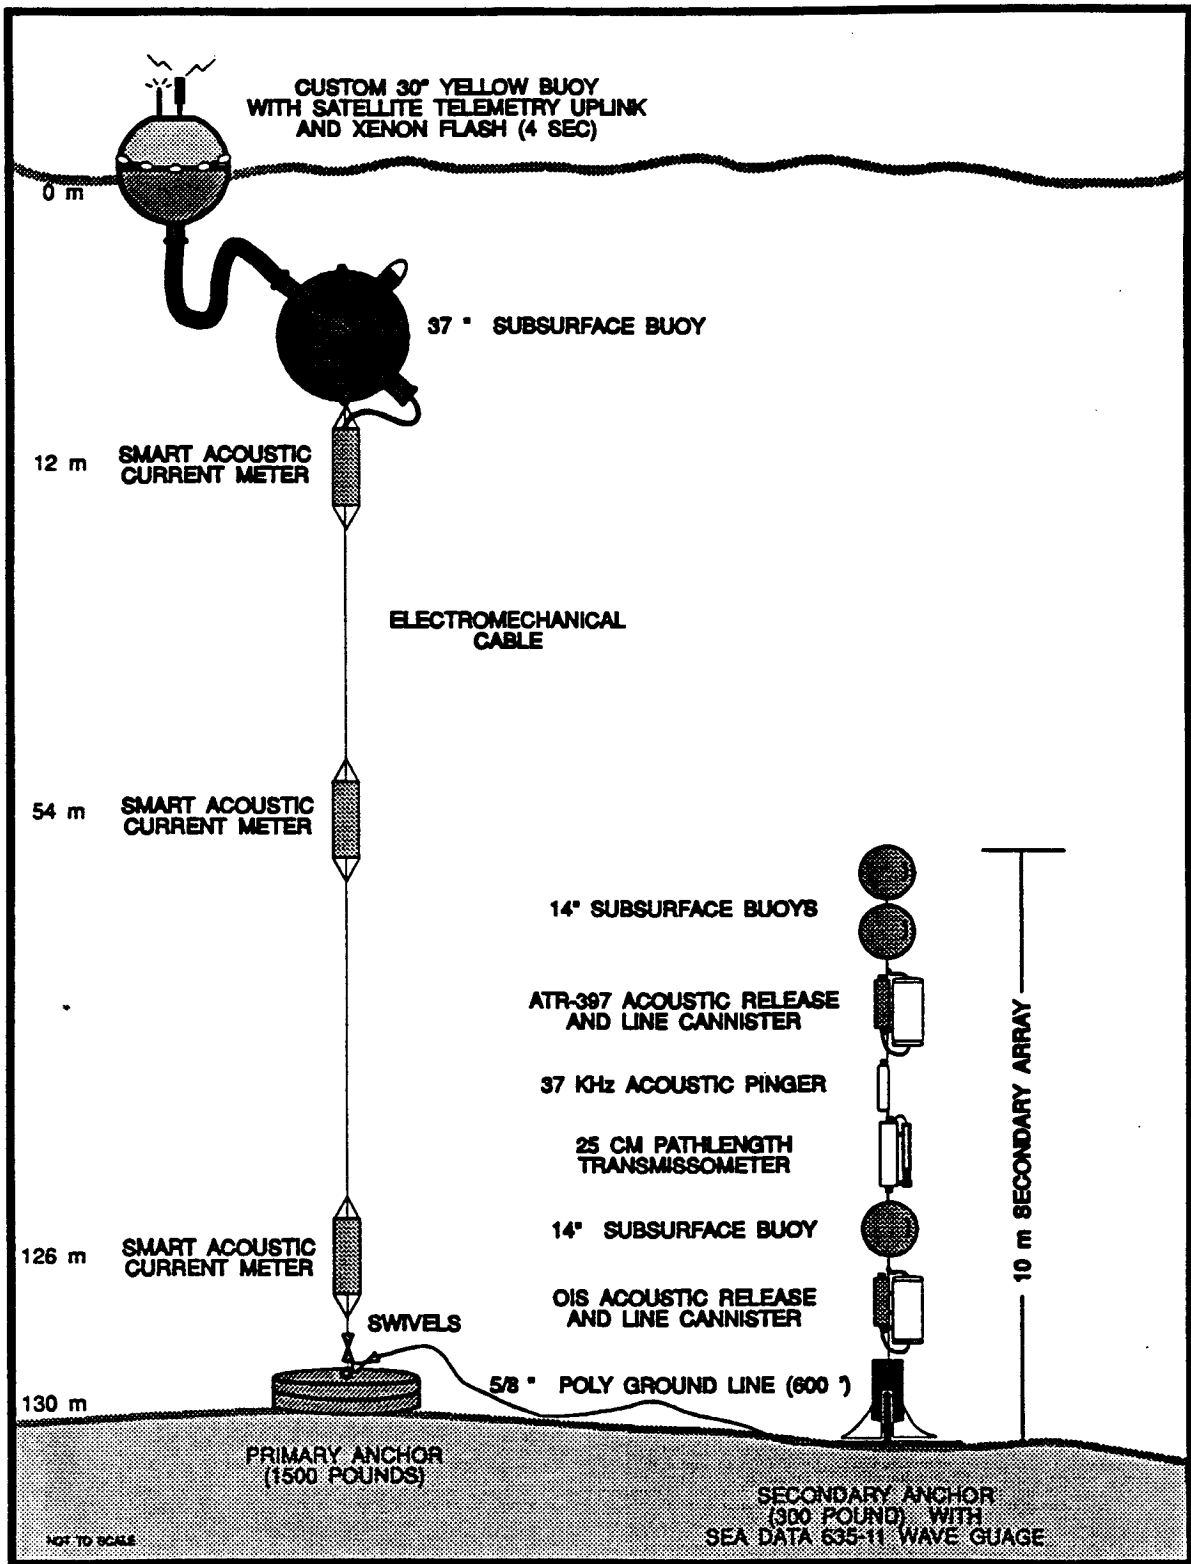 CUSTOM 30" YELLOW BUOY
WITH SATELLITE TELEMETRY UPLINK
AND XENON FLASH (4 SEC)
0 m
37 " SUBSURFACE BUOY
12 m
SMART ACOUSTIC
CURRENT METER
ELECTROMECHANICAL
CABLE
54 m
SMART ACOUSTIC
CURRENT METER
14" SUBSURFACE BUOYS
ATR-397 ACOUSTIC RELEASE
AND LINE CANNISTER
37 KHz ACOUSTIC PINGER
25 CM PATHLENGTH
TRANSMISSOMETER
10 m SECONDARY ARRAY
14" SUBSURFACE BUOY
126 m
SMART ACOUSTIC
CURRENT METER
OIS ACOUSTIC RELEASE
AND LINE CANNISTER
SWIVELS
5/8 " POLY GROUND LINE (600 ')
130 m
PRIMARY ANCHOR
(1500 POUNDS)
SECONDARY ANCHOR
(300 POUND) WITH
SEA DATA 635-11 WAVE GUAGE
NOT TO SCALE